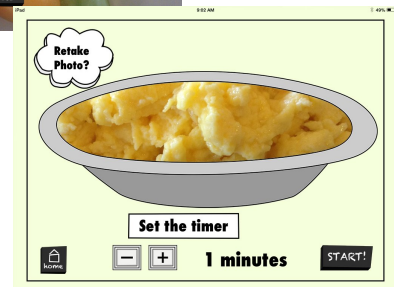 iPad
9:02 AM
49%
Retake
Photo?
Set the timer
−
+
1 minutes
home
START!